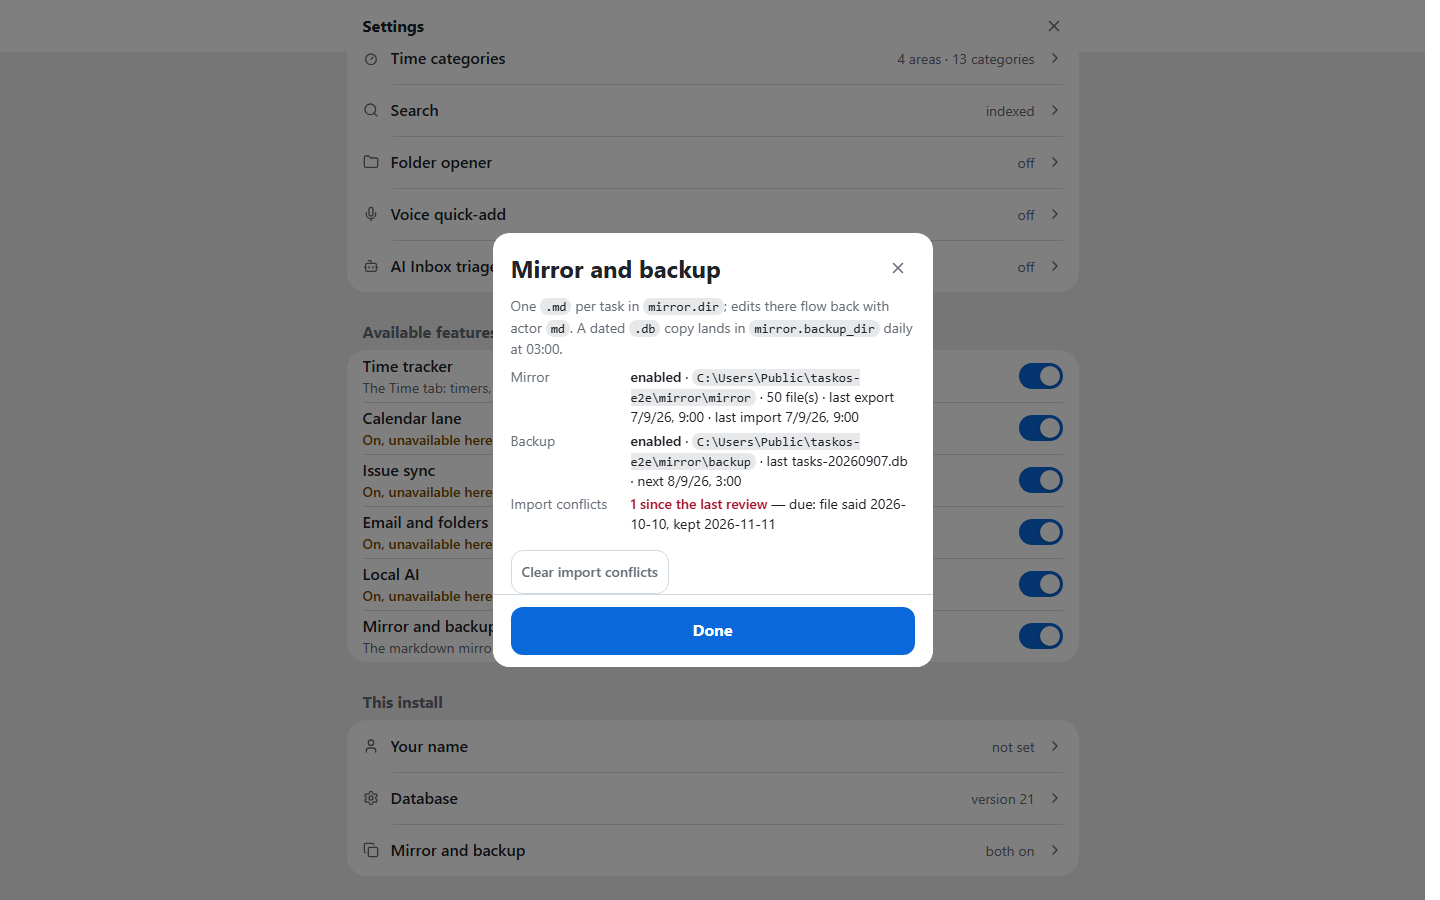 Settings
Time categories
4 areas · 13 categories
Search
indexed
Folder opener
off
Voice quick-add
off
AI Inbox triage
off
Mirror and backup
One .md per task in mirror.dir; edits there flow back with
actor md. A dated .db copy lands in mirror.backup_dir daily
at 03:00.
Mirror
enabled · C:\Users\Public\taskos-
e2e\mirror\mirror · 50 file(s) · last export
7/9/26, 9:00 · last import 7/9/26, 9:00
Backup
enabled · C:\Users\Public\taskos-
e2e\mirror\backup · last tasks-20260907.db
· next 8/9/26, 3:00
Import conflicts
1 since the last review — due: file said 2026-
10-10, kept 2026-11-11
Clear import conflicts
Done
Available features
Time tracker
The Time tab: timers,
Calendar lane
On, unavailable here
Issue sync
On, unavailable here
Email and folders
On, unavailable here
Local AI
On, unavailable here
Mirror and backup
The markdown mirro
This install
Your name
not set
Database
version 21
Mirror and backup
both on